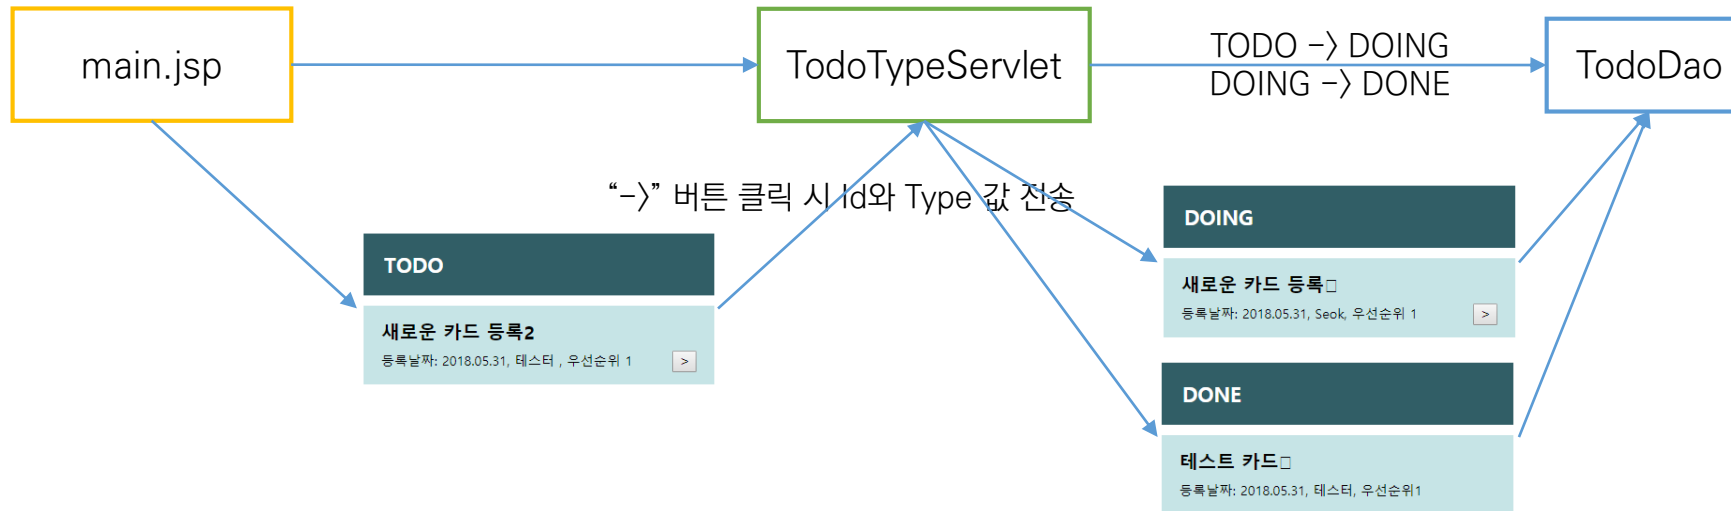 main.jsp
TodoTypeServlet
TODO -> DOING
DOING -> DONE
TodoDao
“->” 버튼 클릭 시 Id와 Type 값 전송
TODO
새로운 카드 등록2
등록날짜: 2018.05.31, 테스터 , 우선순위 1
>
DOING
새로운 카드 등록□
등록날짜: 2018.05.31, Seok, 우선순위 1
>
DONE
테스트 카드□
등록날짜: 2018.05.31, 테스터, 우선순위1